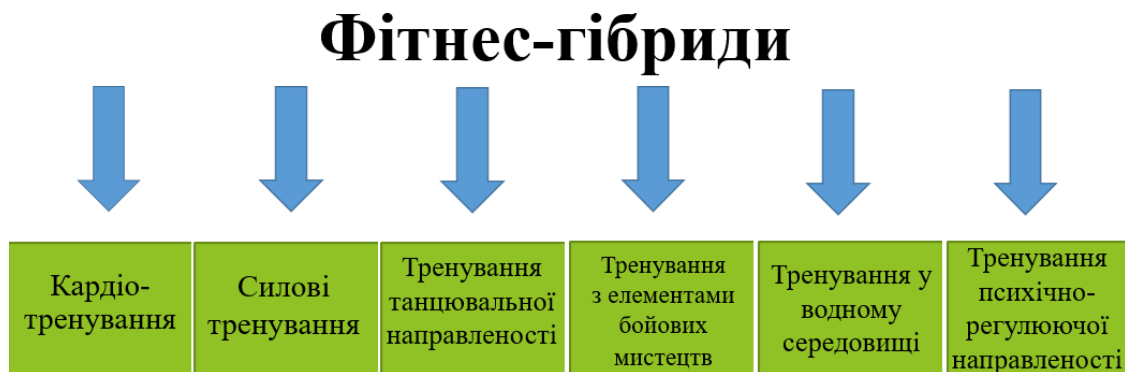 Фітнес-гібриди
Кардіо-
тренування
Силові
тренування
Тренування
танцювальної
направленості
Тренування
з елементами
бойових
мистецтв
Тренування у
водному
середовищі
Тренування
психічно-
регулюючої
направленості